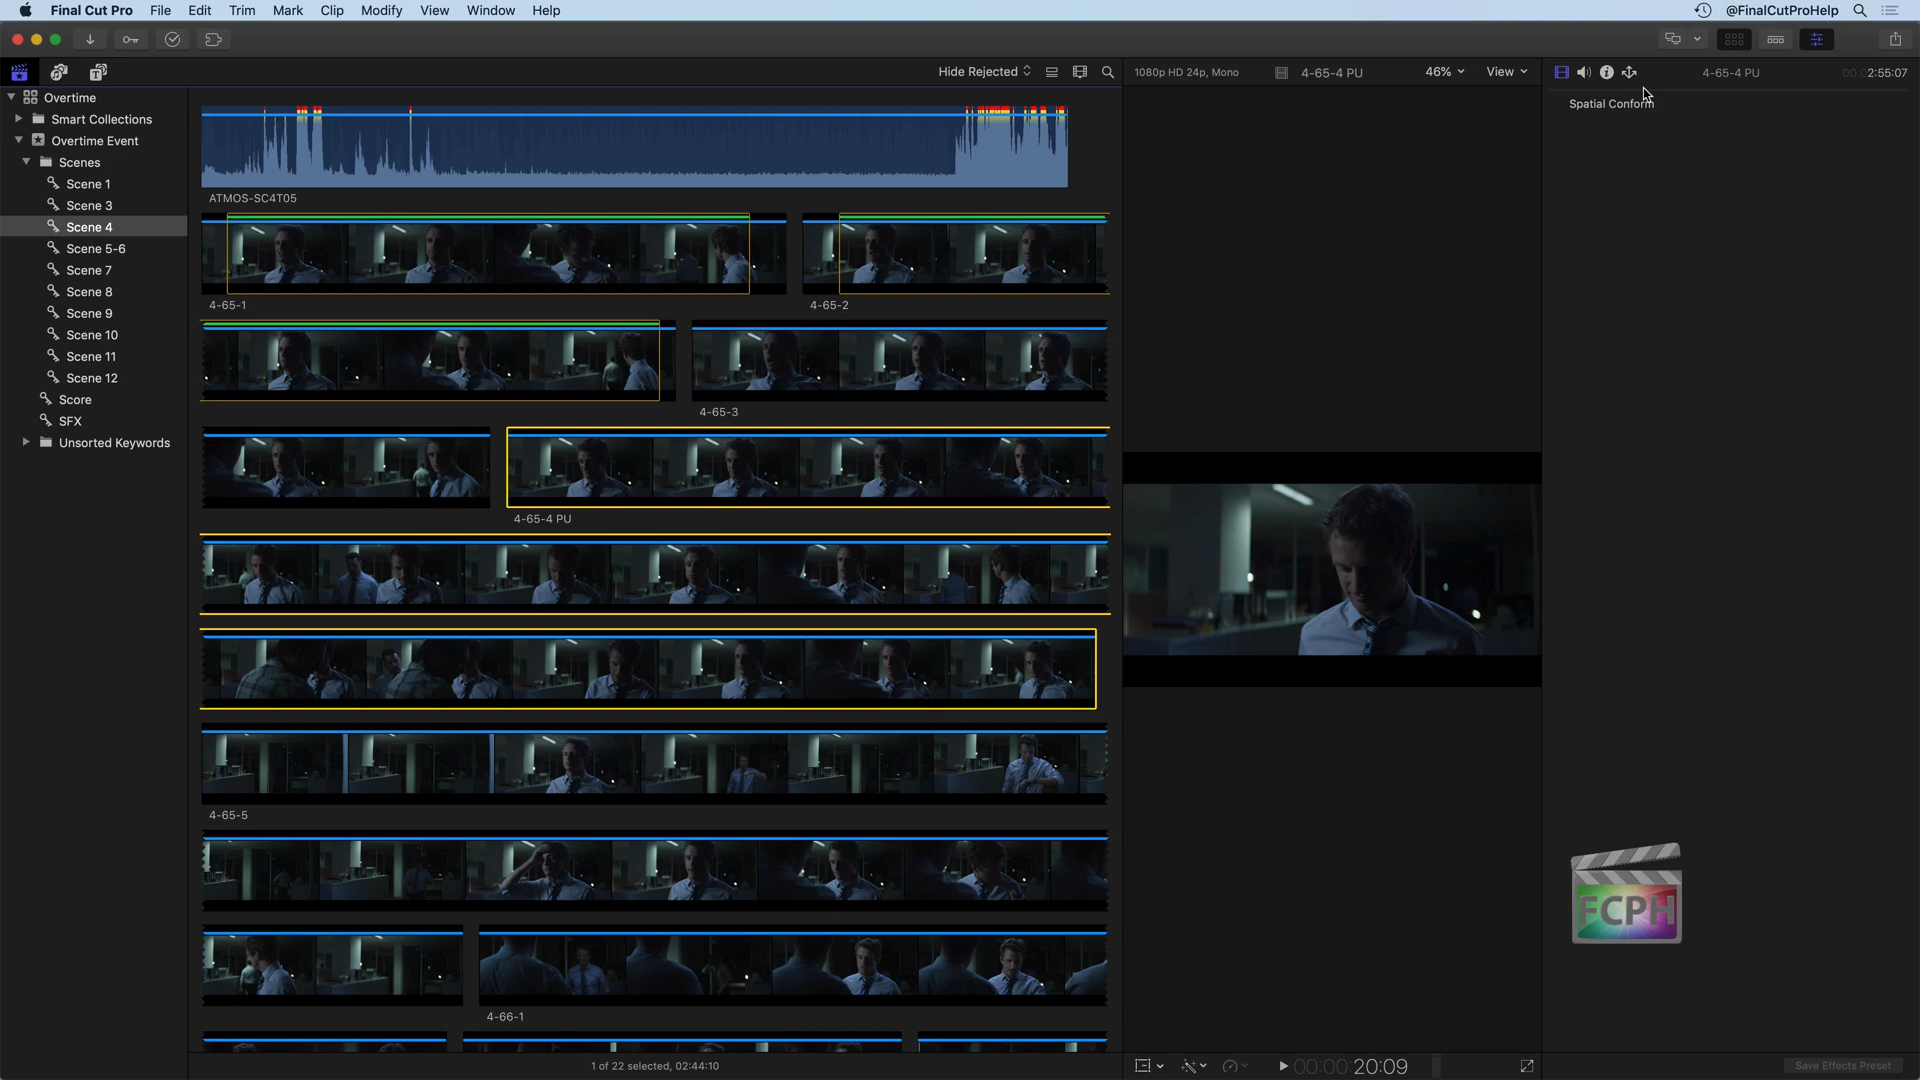 Final Cut Pro File Edit Trim Mark Clip Modify View Window Help @FinalCutProHelp
Hide Rejected 1080p HD 24p, Mono 4-65-4 PU 46% View 4-65-4 PU 00:02:55:07
Overtime
Smart Collections
Overtime Event
Scenes
Scene 1
Scene 3
Scene 4
Scene 5-6
Scene 7
Scene 8
Scene 9
Scene 10
Scene 11
Scene 12
Score
SFX
Unsorted Keywords
ATMOS-SC4T05
4-65-1 4-65-2
4-65-3
4-65-4 PU
4-65-5
4-66-1
1 of 22 selected, 02:44:10
00:00:20:09
Spatial Conform
FCPH
Save Effects Preset